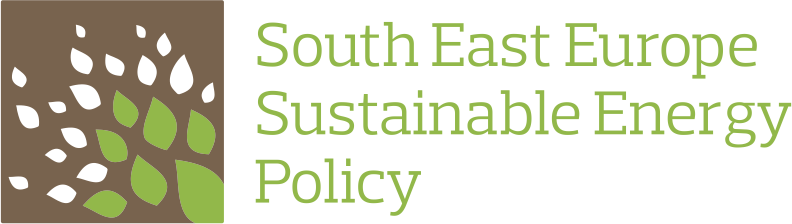 South East Europe
Sustainable Energy
Policy